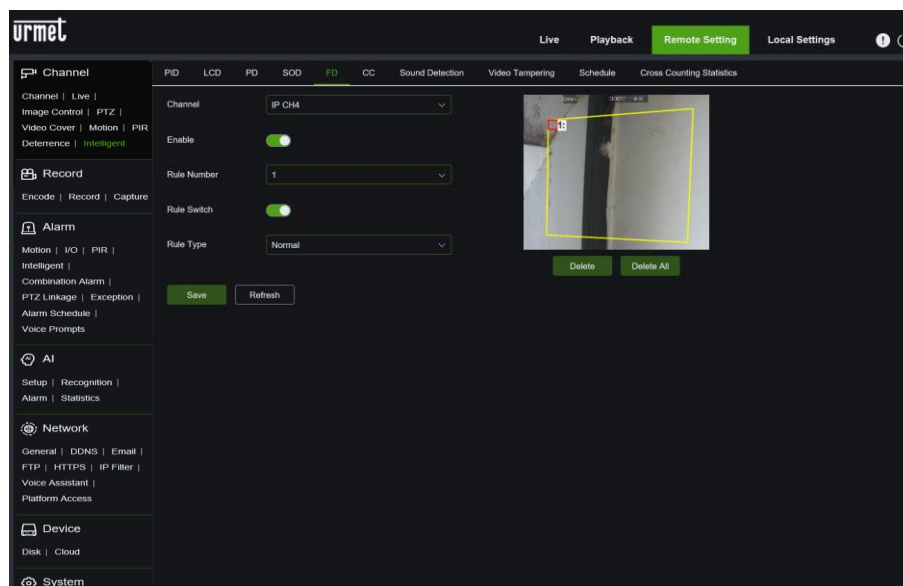 urmet
Live Playback Remote Setting Local Settings
Channel
Channel | Live |
Image Control | PTZ |
Video Cover | Motion | PIR
Deterrence | Intelligent
Record
Encode | Record | Capture
Alarm
Motion | I/O | PIR |
Intelligent |
Combination Alarm |
PTZ Linkage | Exception |
Alarm Schedule |
Voice Prompts
AI
Setup | Recognition |
Alarm | Statistics
Network
General | DDNS | Email |
FTP | HTTPS | IP Filter |
Voice Assistant |
Platform Access
Device
Disk | Cloud
System
PID LCD PD SOD FD CC Sound Detection Video Tampering Schedule Cross Counting Statistics
Channel IP CH4
Enable
Rule Number 1
Rule Switch
Rule Type Normal
Save Refresh
1:
Delete Delete All